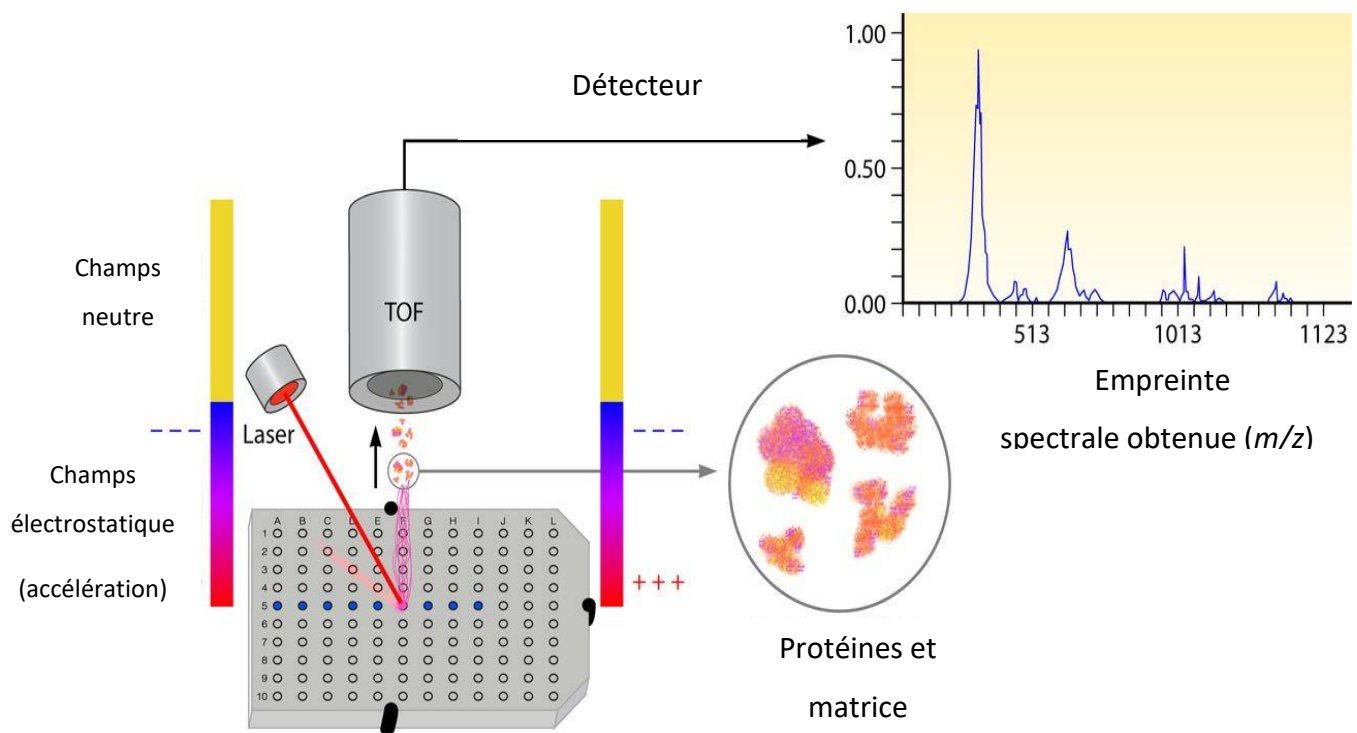 Détecteur
1.00
0.50
0.00
513 1013 1123
Empreinte
spectrale obtenue (m/z)
Champs
neutre
TOF
Laser
- - -
- - -
Champs
électrostatique
(accélération)
+ + +
A B C D E F G H I J K L
1
2
3
4
5
6
7
8
9
10
Protéines et
matrice